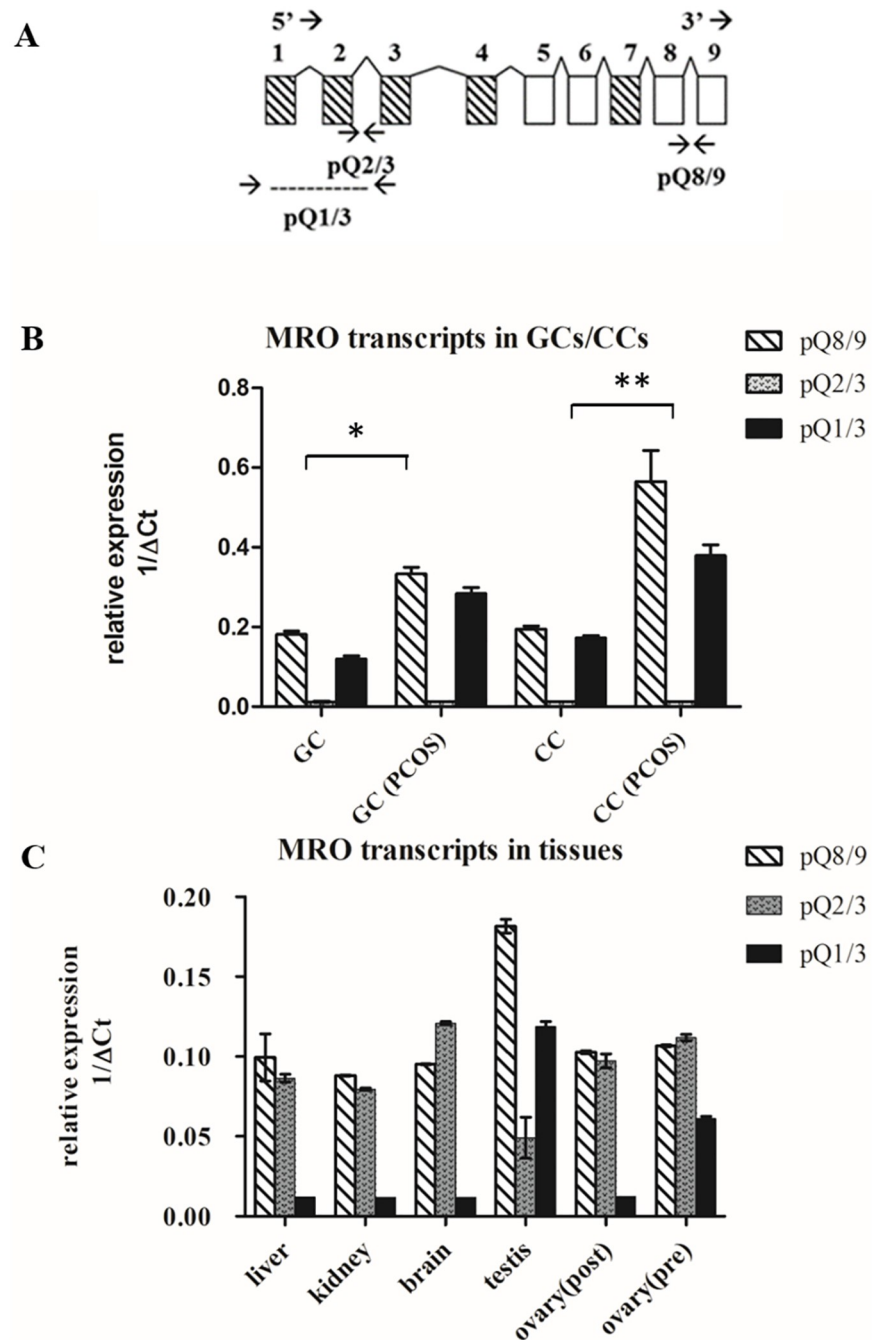 A
5’ → 3’ →
1 2 3 4 5 6 7 8 9
pQ2/3
pQ8/9
pQ1/3
B
MRO transcripts in GCs/CCs
pQ8/9
pQ2/3
pQ1/3
relative expression
1/ΔCt
0.8
0.6
0.4
0.2
0.0
*
**
GC
GC (PCOS)
CC
CC (PCOS)
C
MRO transcripts in tissues
pQ8/9
pQ2/3
pQ1/3
relative expression
1/ΔCt
0.20
0.15
0.10
0.05
0.00
liver
kidney
brain
testis
ovary(post)
ovary(pre)